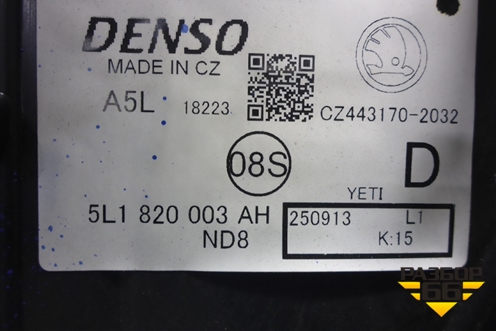 DENSO
MADE IN CZ
A5L 18223 CZ443170-2032
08S D
YETI
5L1 820 003 AH 250913 L1
ND8 K:15
РАЗБОР
66